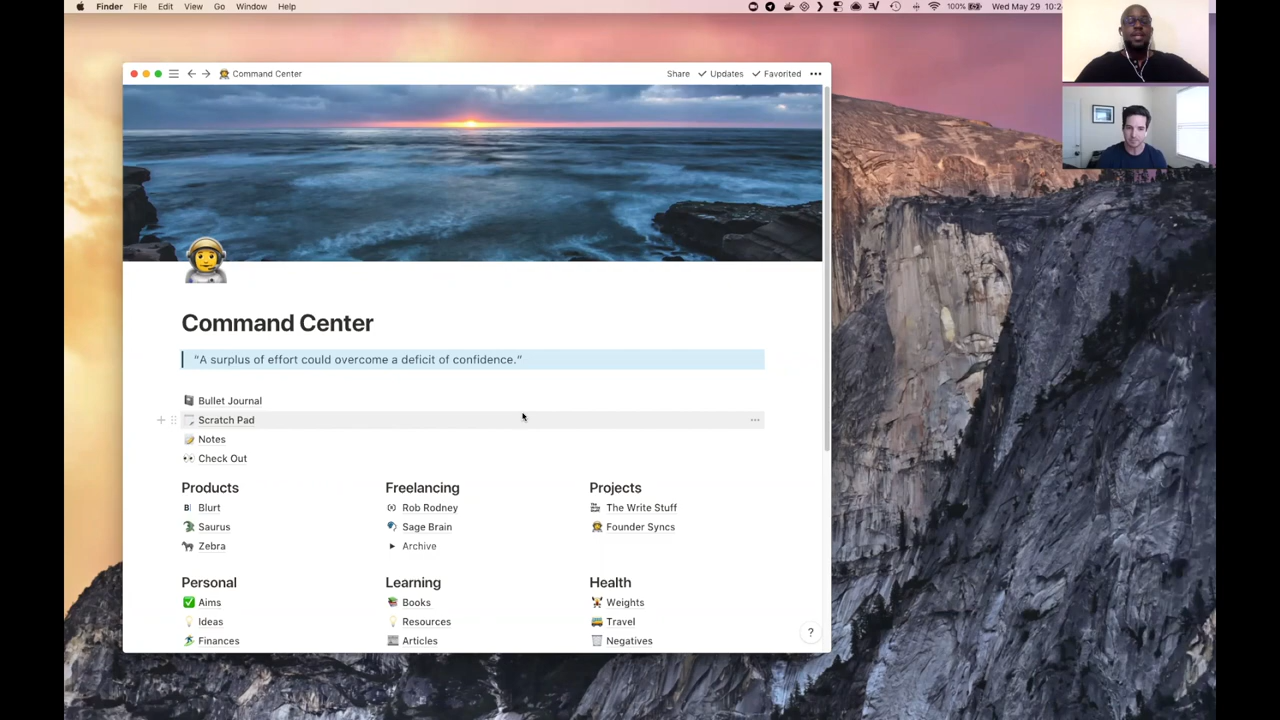 Finder File Edit View Go Window Help 100% Wed May 29
Command Center Share Updates Favorited
Command Center
“A surplus of effort could overcome a deficit of confidence.”
Bullet Journal
Scratch Pad
Notes
Check Out
Products Freelancing Projects
Blurt Rob Rodney The Write Stuff
Saurus Sage Brain Founder Syncs
Zebra Archive
Personal Learning Health
Aims Books Weights
Ideas Resources Travel
Finances Articles Negatives
?